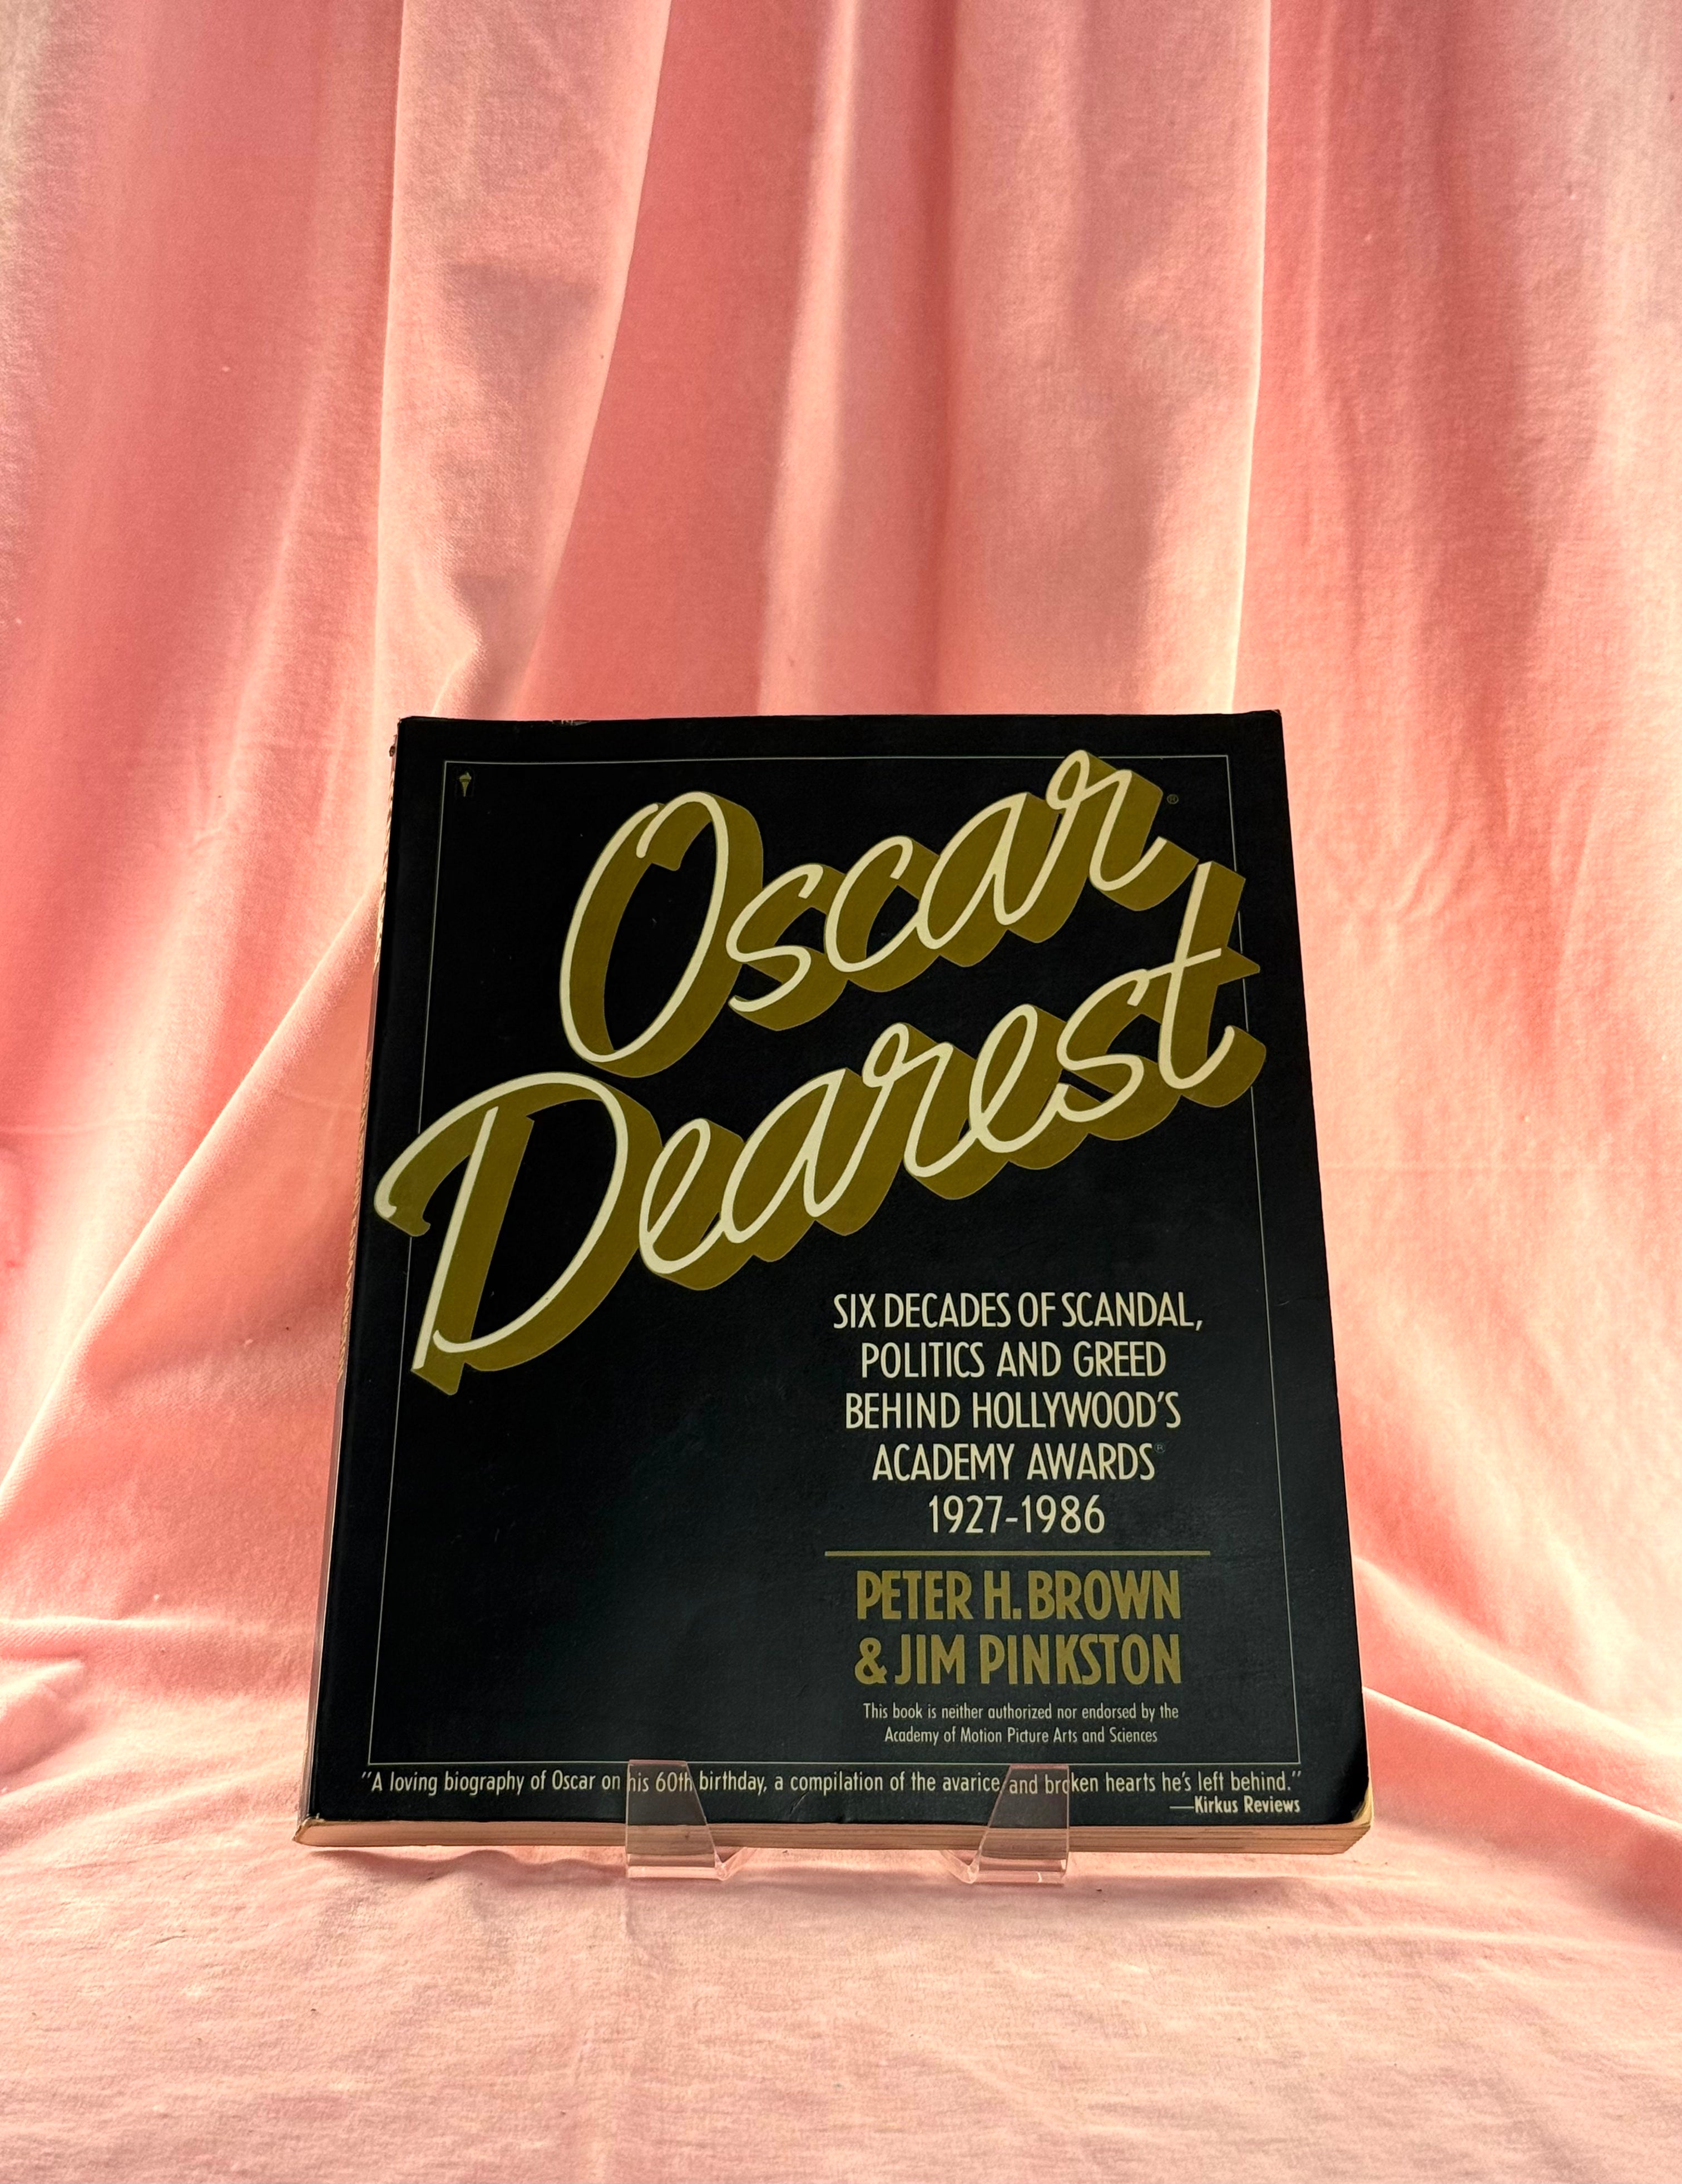 Oscar®
Dearest
SIX DECADES OF SCANDAL,
POLITICS AND GREED
BEHIND HOLLYWOOD'S
ACADEMY AWARDS®
1927-1986
PETER H. BROWN
& JIM PINKSTON
This book is neither authorized nor endorsed by the
Academy of Motion Picture Arts and Sciences
"A loving biography of Oscar on his 60th birthday, a compilation of the avarice and broken hearts he's left behind."
—Kirkus Reviews